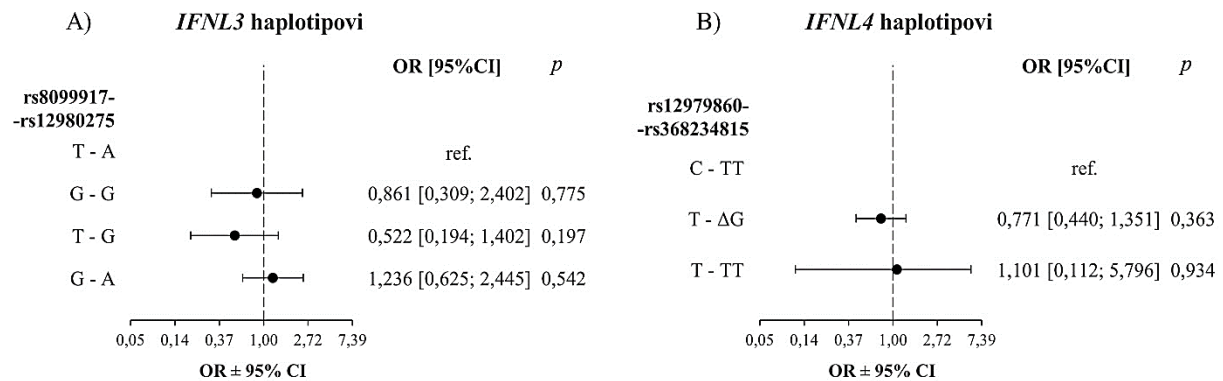 A) IFNL3 haplotipovi
OR [95%CI] p
rs8099917-
-rs12980275
T - A ref.
G - G 0,861 [0,309; 2,402] 0,775
T - G 0,522 [0,194; 1,402] 0,197
G - A 1,236 [0,625; 2,445] 0,542
0,05 0,14 0,37 1,00 2,72 7,39
OR ± 95% CI
B) IFNL4 haplotipovi
OR [95%CI] p
rs12979860-
-rs368234815
C - TT ref.
T - ΔG 0,771 [0,440; 1,351] 0,363
T - TT 1,101 [0,112; 5,796] 0,934
0,05 0,14 0,37 1,00 2,72 7,39
OR ± 95% CI